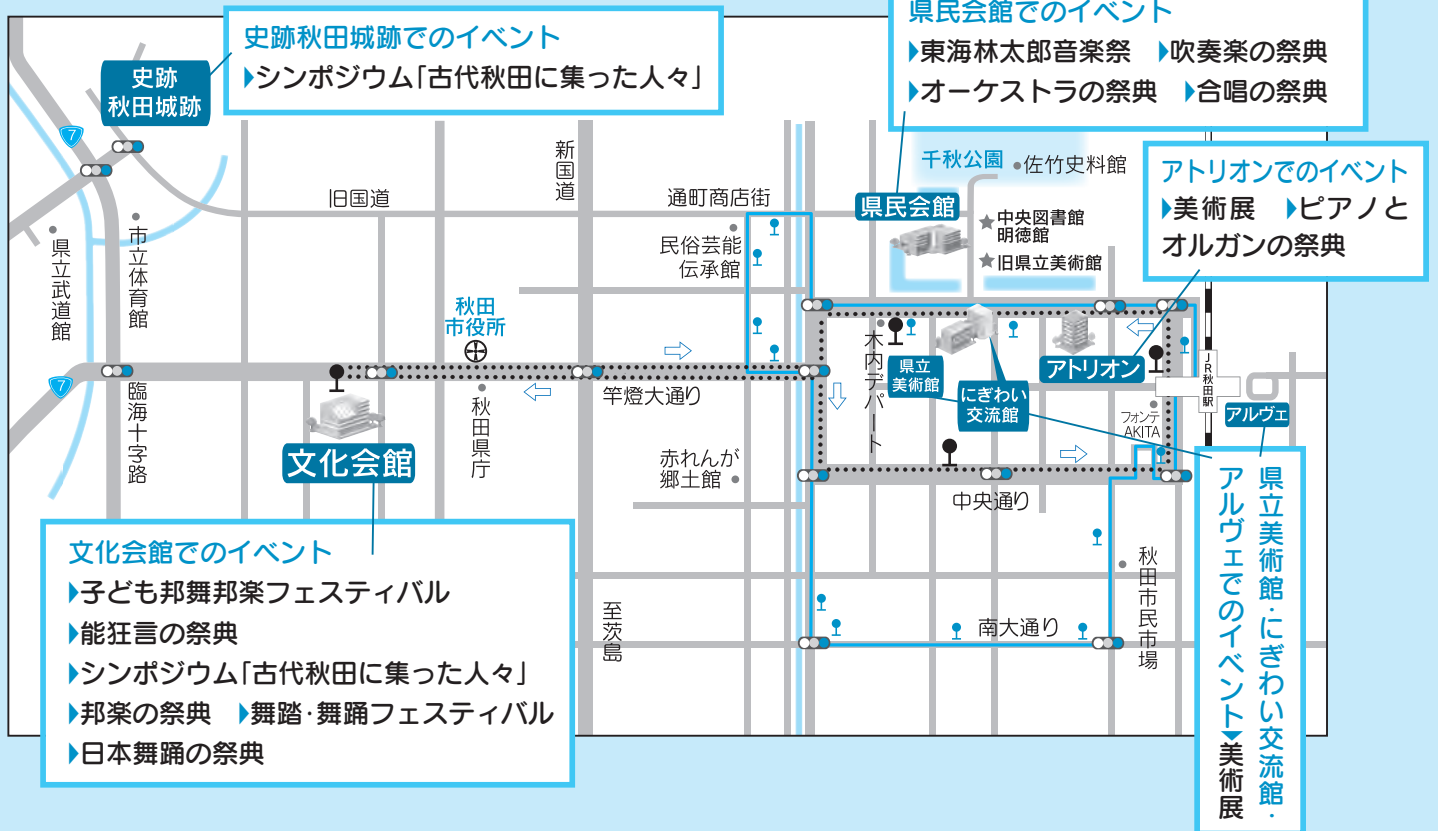 史跡秋田城跡でのイベント
▶シンポジウム「古代秋田に集った人々」
県民会館でのイベント
▶東海林太郎音楽祭 ▶吹奏楽の祭典
▶オーケストラの祭典 ▶合唱の祭典
アトリオンでのイベント
▶美術展 ▶ピアノと
オルガンの祭典
史跡
秋田城跡
7
新国道
旧国道
通町商店街
千秋公園
佐竹史料館
県民会館
中央図書館
明徳館
旧県立美術館
民俗芸能
伝承館
県立武道館
市立体育館
秋田
市役所
木内デパート
県立
美術館
にぎわい
交流館
アトリオン
JR秋田駅
フォンテ
AKITA
アルヴェ
7
臨海十字路
竿燈大通り
秋田県庁
文化会館
赤れんが
郷土館
中央通り
秋田市民市場
至茨島
南大通り
文化会館でのイベント
▶子ども邦舞邦楽フェスティバル
▶能狂言の祭典
▶シンポジウム「古代秋田に集った人々」
▶邦楽の祭典 ▶舞踏・舞踊フェスティバル
▶日本舞踊の祭典
県立美術館・にぎわい交流館・
アルヴェでのイベント▶美術展